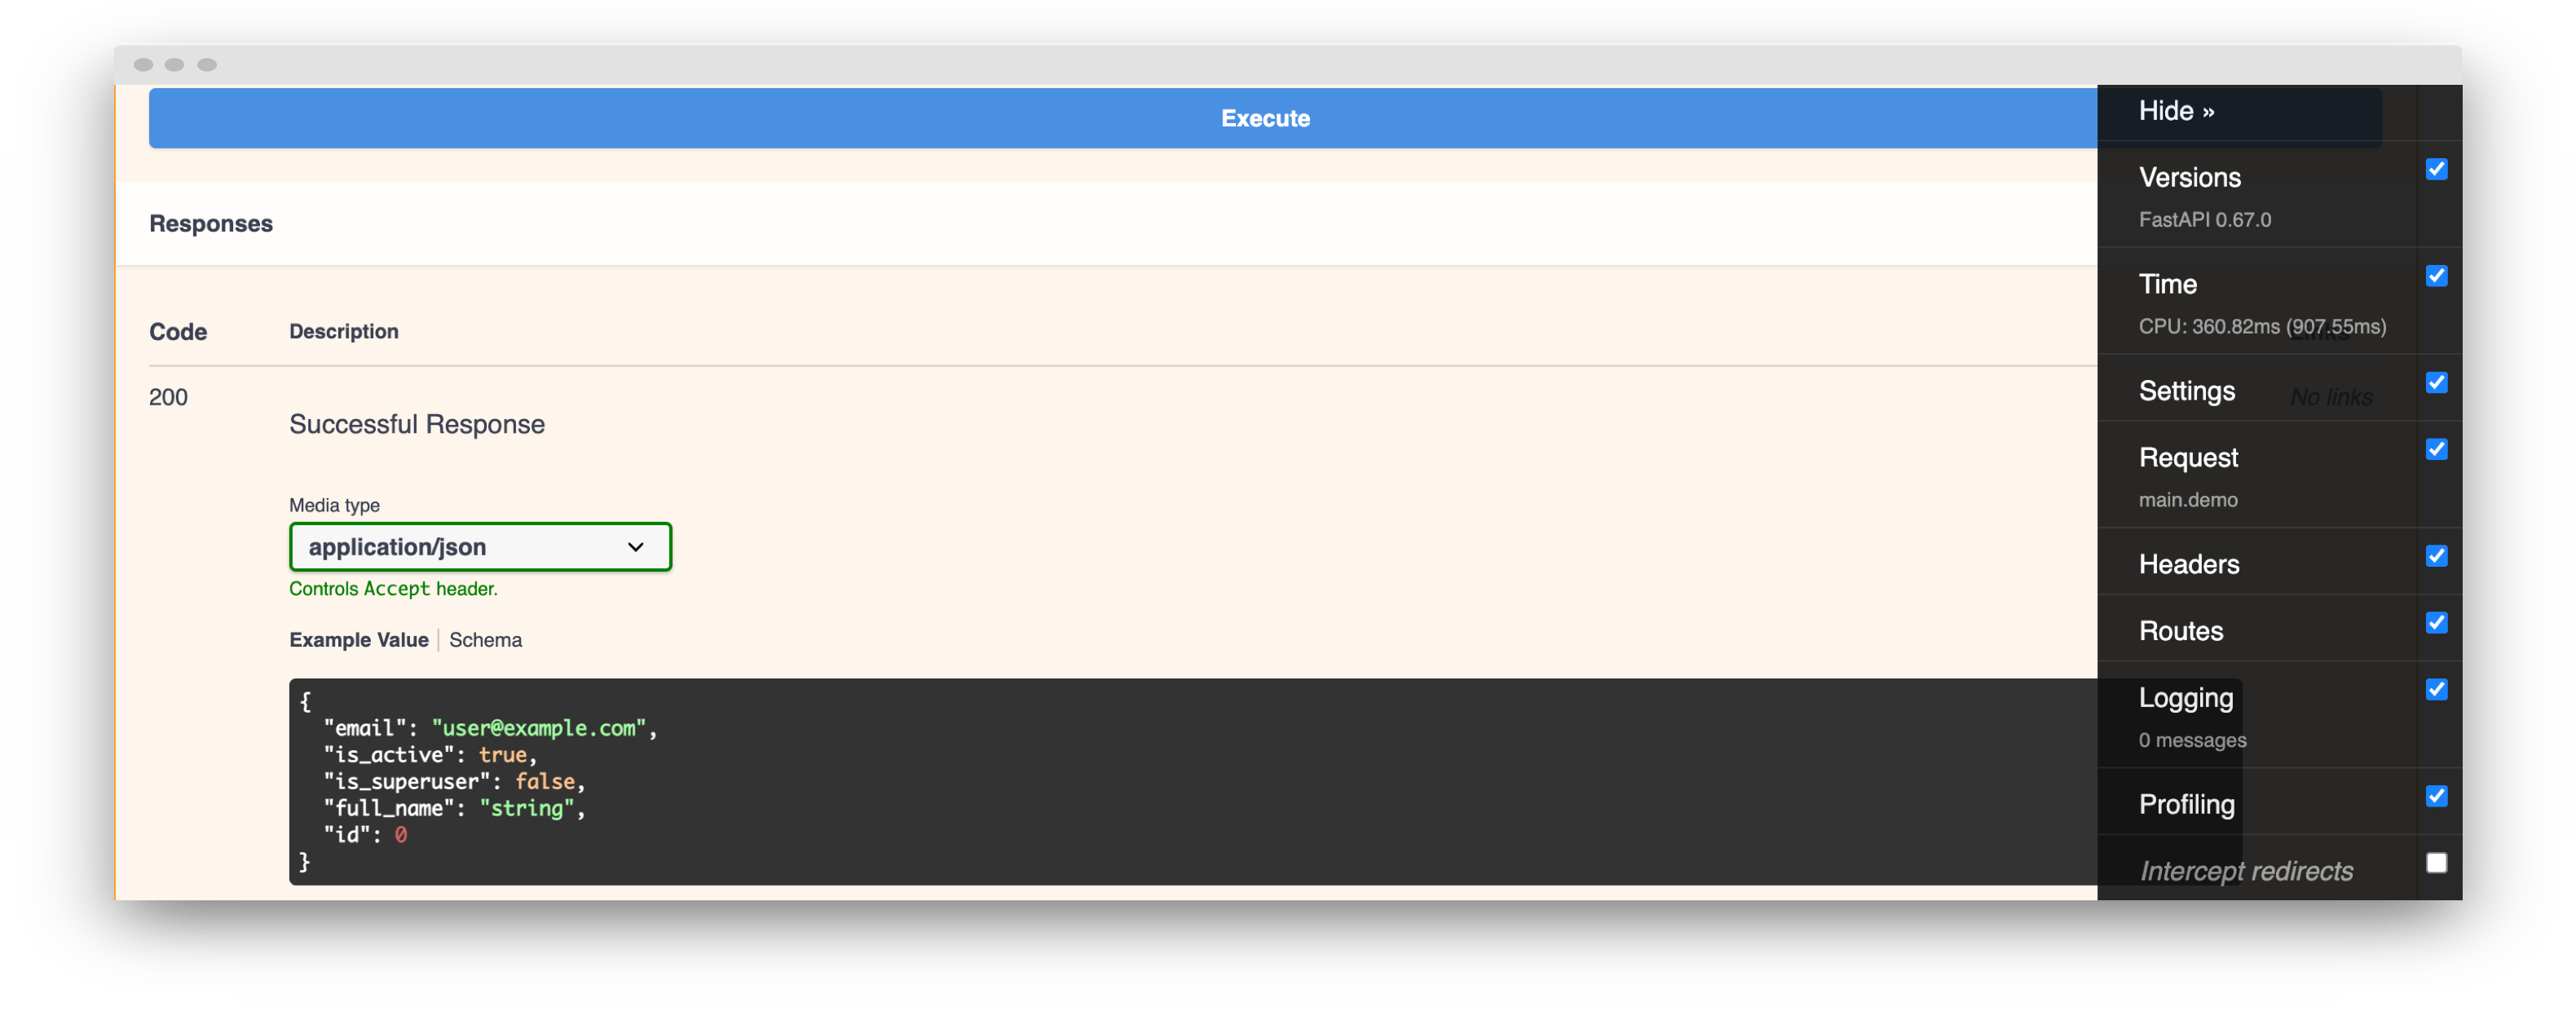 Execute
Responses
Code Description Links
200 Successful Response No links
Media type
application/json
Controls Accept header.
Example Value Schema
{
"email": "user@example.com",
"is_active": true,
"is_superuser": false,
"full_name": "string",
"id": 0
}
Hide »
Versions
FastAPI 0.67.0
Time
CPU: 360.82ms (907.55ms)
Settings
Request
main.demo
Headers
Routes
Logging
0 messages
Profiling
Intercept redirects